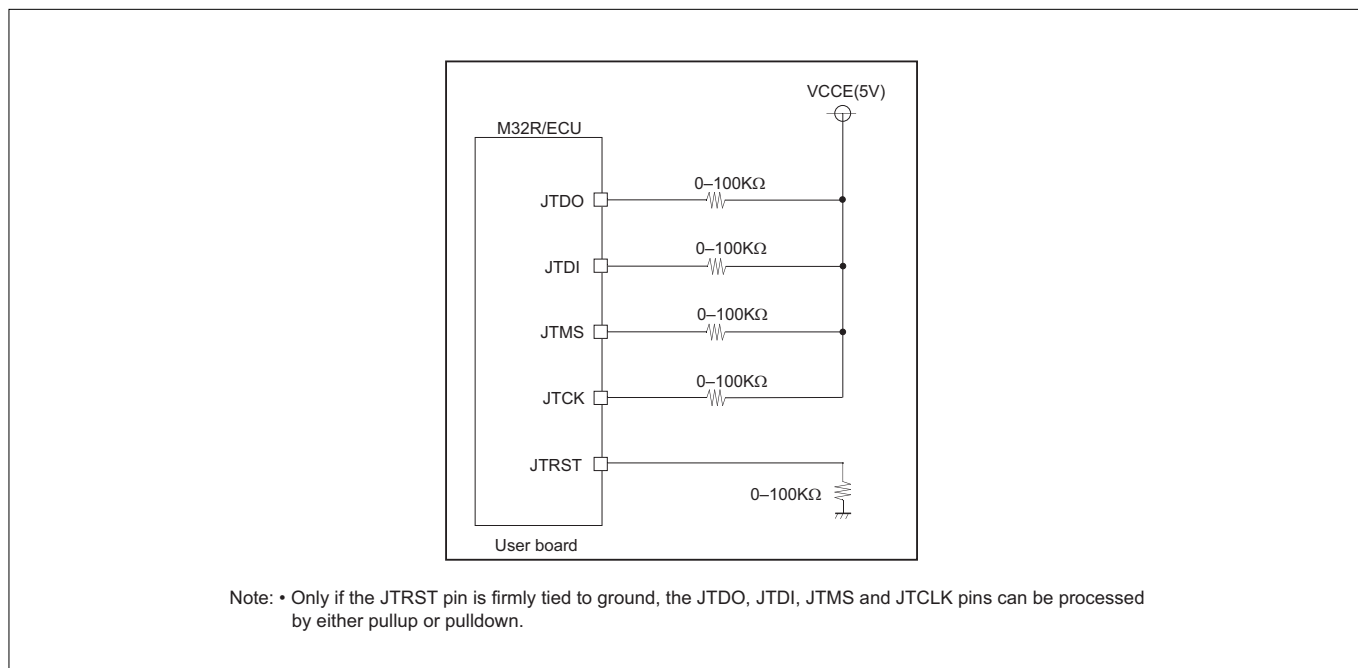 VCCE(5V)
M32R/ECU
0–100KΩ
JTDO
0–100KΩ
JTDI
0–100KΩ
JTMS
0–100KΩ
JTCK
JTRST
0–100KΩ
User board
Note: • Only if the JTRST pin is firmly tied to ground, the JTDO, JTDI, JTMS and JTCLK pins can be processed
by either pullup or pulldown.